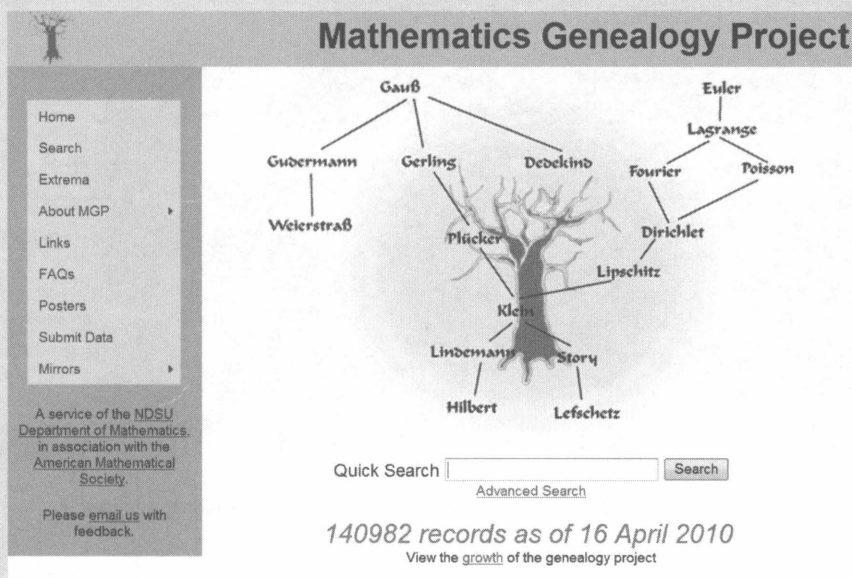 Mathematics Genealogy Project
Home
Search
Extrema
About MGP
Links
FAQs
Posters
Submit Data
Mirrors
A service of the NDSU
Department of Mathematics,
in association with the
American Mathematical
Society.
Please email us with
feedback.
Gauß
Euler
Lagrange
Gudermann
Gerling
Dedekind
Fourier
Poisson
Weierstraß
Plücker
Dirichlet
Lipschitz
Klein
Lindemann
Story
Hilbert
Lefschetz
Quick Search
Search
Advanced Search
140982 records as of 16 April 2010
View the growth of the genealogy project